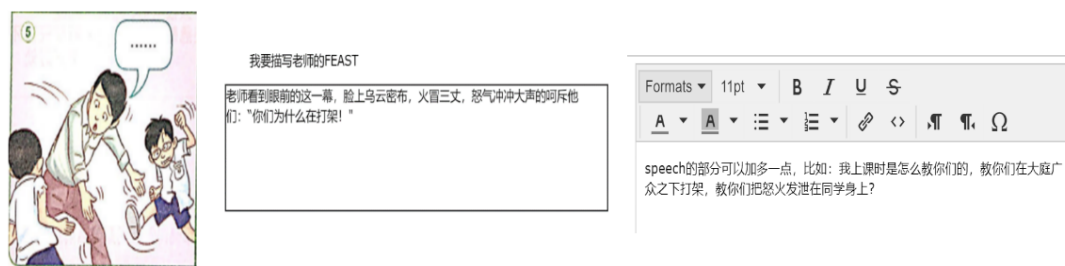 ⑤
……
我要描写老师的FEAST
老师看到眼前的这一幕，脸上乌云密布，火冒三丈，怒气冲冲大声的呵斥他
们："你们为什么在打架！"
Formats 11pt B I U S
A A Ω
speech的部分可以加多一点，比如：我上课时是怎么教你们的，教你们在大庭广
众之下打架，教你们把怒火发泄在同学身上？